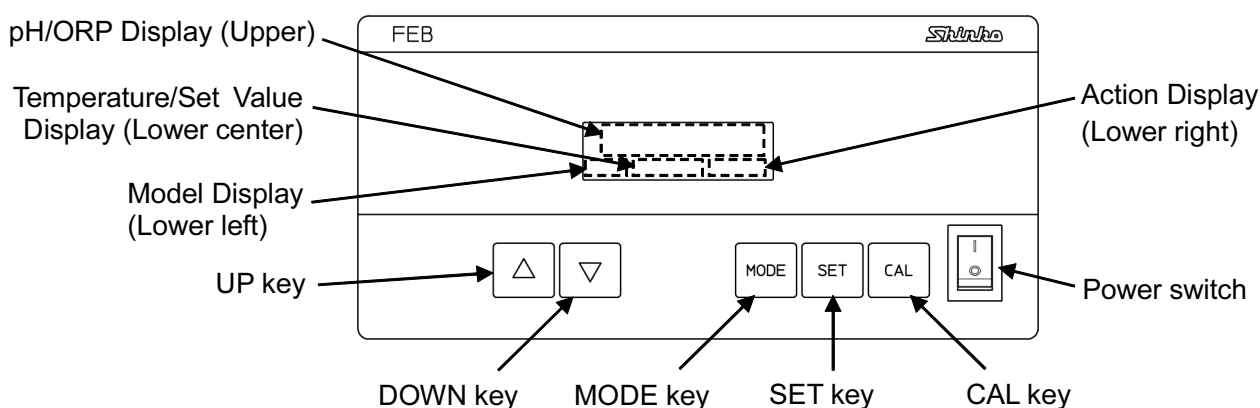 pH/ORP Display (Upper)
FEB
Shinko
Temperature/Set Value
Display (Lower center)
Action Display
(Lower right)
Model Display
(Lower left)
UP key
MODE
SET
CAL
I
O
Power switch
DOWN key
MODE key
SET key
CAL key